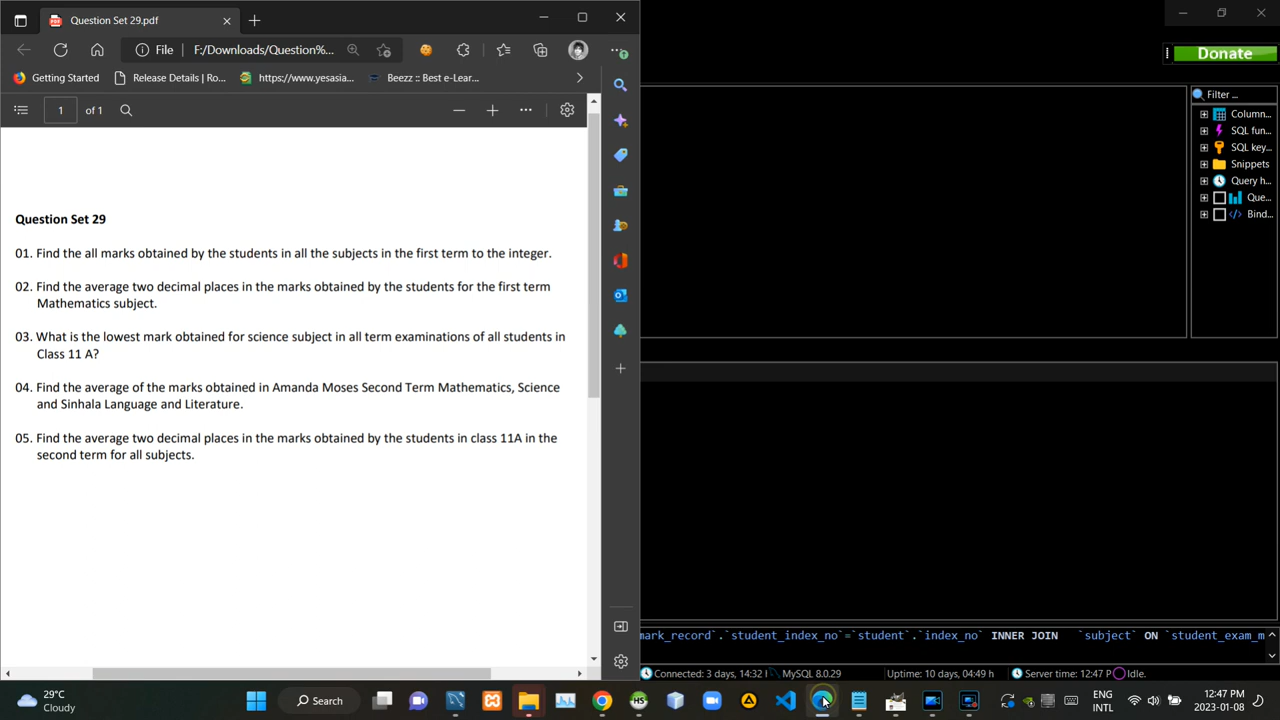 Question Set 29.pdf
Donate
File
F:/Downloads/Question%...
Getting Started
Release Details | Ro...
https://www.yesasia...
Beezz :: Best e-Lear...
Filter ...
1
of 1
Column...
SQL fun...
SQL key...
Snippets
Query h...
Que...
Bind...
Question Set 29
01. Find the all marks obtained by the students in all the subjects in the first term to the integer.
02. Find the average two decimal places in the marks obtained by the students for the first term
Mathematics subject.
03. What is the lowest mark obtained for science subject in all term examinations of all students in
Class 11 A?
04. Find the average of the marks obtained in Amanda Moses Second Term Mathematics, Science
and Sinhala Language and Literature.
05. Find the average two decimal places in the marks obtained by the students in class 11A in the
second term for all subjects.
mark_record`.`student_index_no`=`student`.`index_no` INNER JOIN `subject` ON `student_exam_m
Connected: 3 days, 14:32 h
MySQL 8.0.29
Uptime: 10 days, 04:49 h
Server time: 12:47 P
Idle.
29°C
Cloudy
Search
HS
ENG
INTL
12:47 PM
2023-01-08